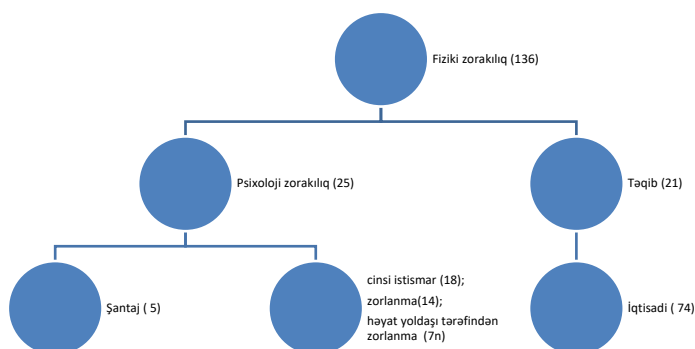 Fiziki zorakılıq (136)
Psixoloji zorakılıq (25)
Təqib (21)
Şantaj ( 5)
cinsi istismar (18);
zorlanma(14);
həyat yoldaşı tərəfindən
zorlanma  (7n)
İqtisadi ( 74)